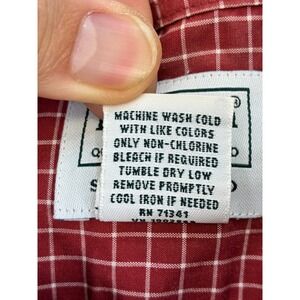 MACHINE WASH COLD
WITH LIKE COLORS
ONLY NON-CHLORINE
BLEACH IF REQUIRED
TUMBLE DRY LOW
REMOVE PROMPTLY
COOL IRON IF NEEDED
RN 71341